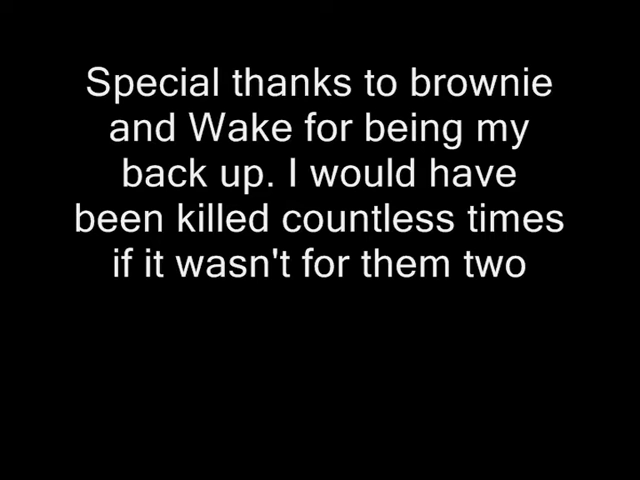 Special thanks to brownie
and Wake for being my
back up. I would have
been killed countless times
if it wasn't for them two